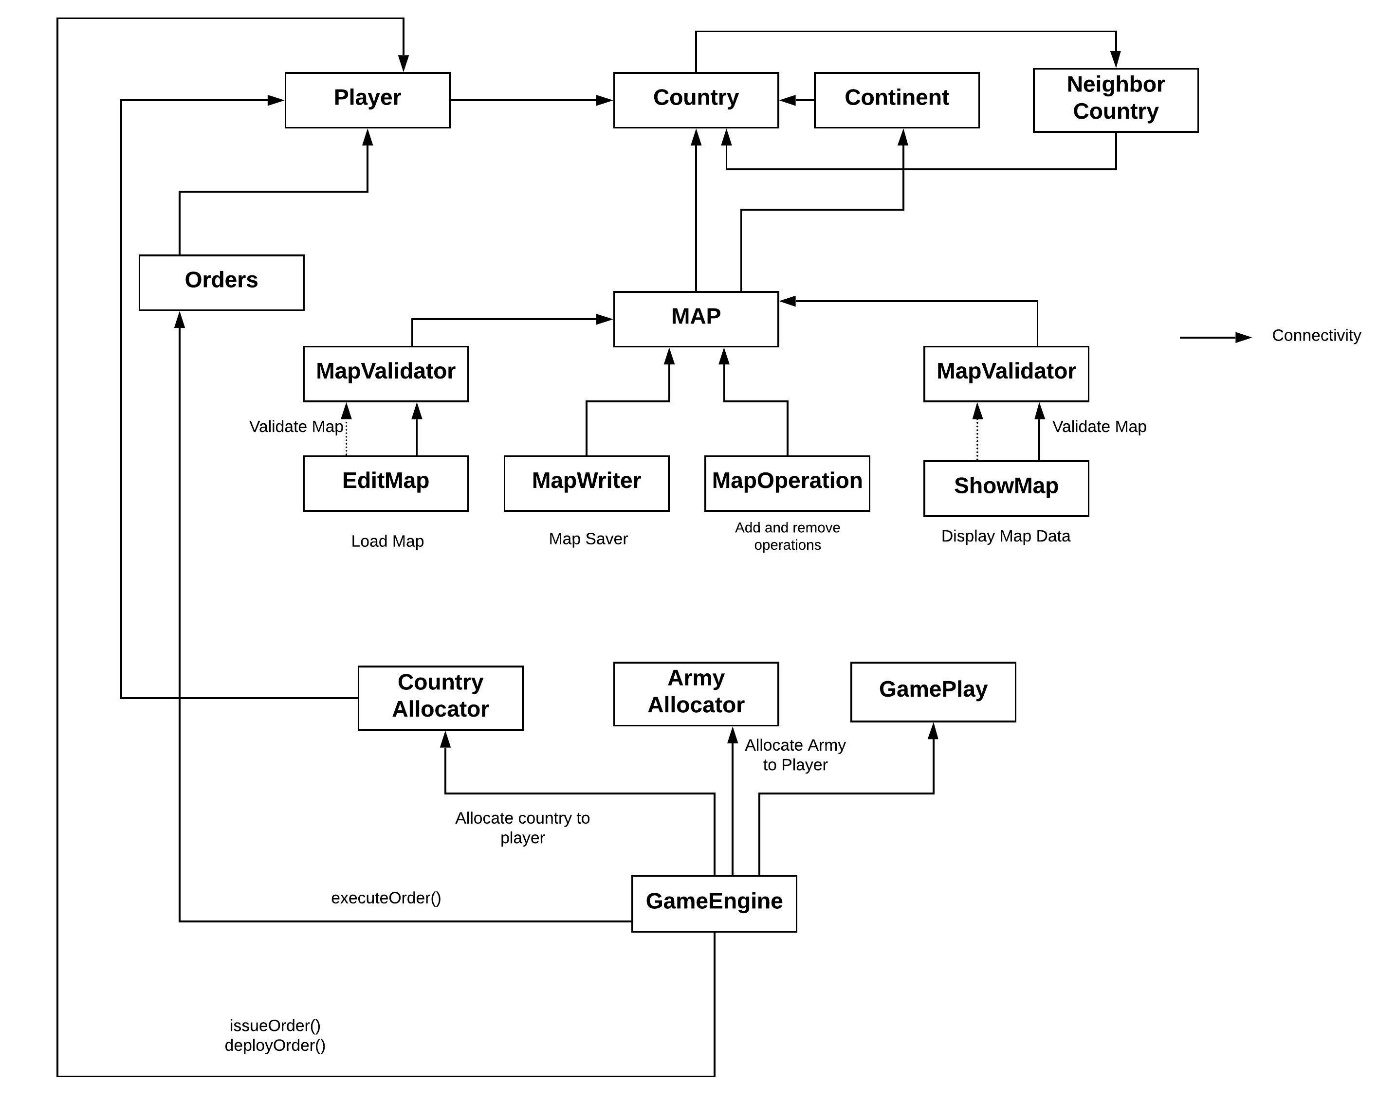 Player
Country
Continent
Neighbor
Country
Orders
MAP
Connectivity
MapValidator
MapValidator
Validate Map
Validate Map
EditMap
MapWriter
MapOperation
ShowMap
Load Map
Map Saver
Add and remove
operations
Display Map Data
Country
Allocator
Army
Allocator
GamePlay
Allocate Army
to Player
Allocate country to
player
executeOrder()
GameEngine
issueOrder()
deployOrder()